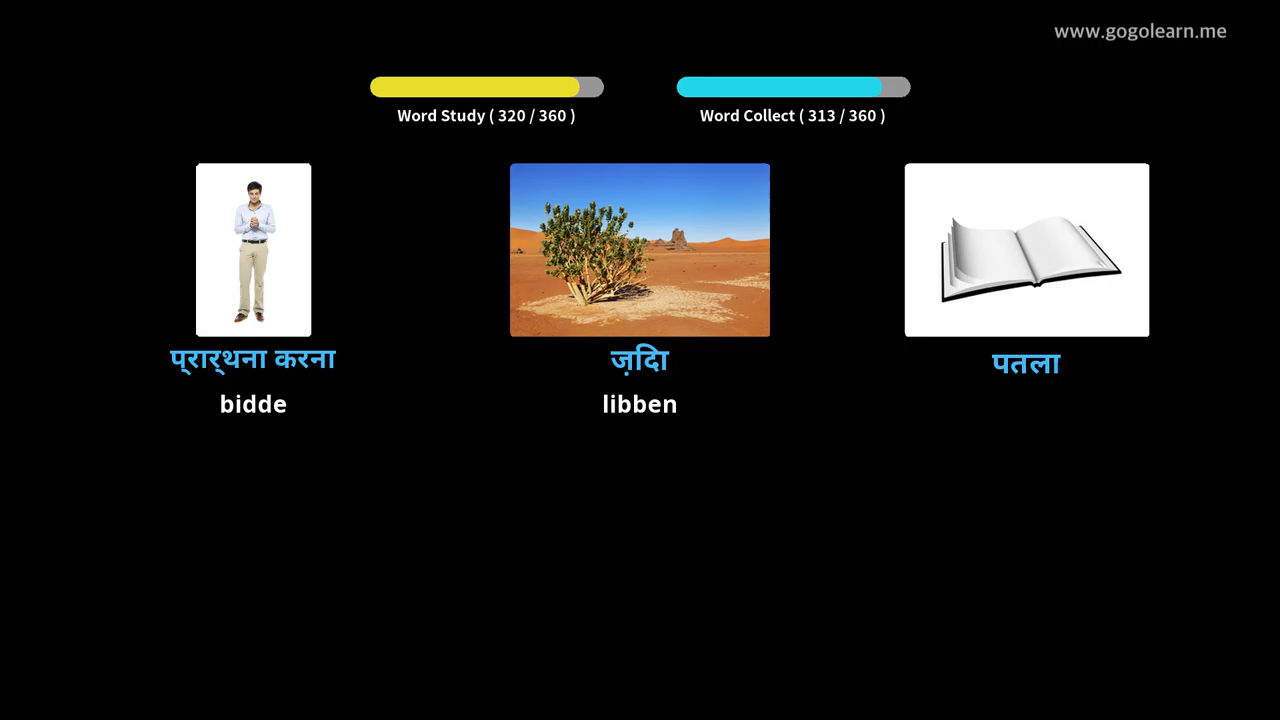 www.gogolearn.me
Word Study ( 320 / 360 )
Word Collect ( 313 / 360 )
प्रार्थना करना
ज़िंदा
पतला
bidde
libben